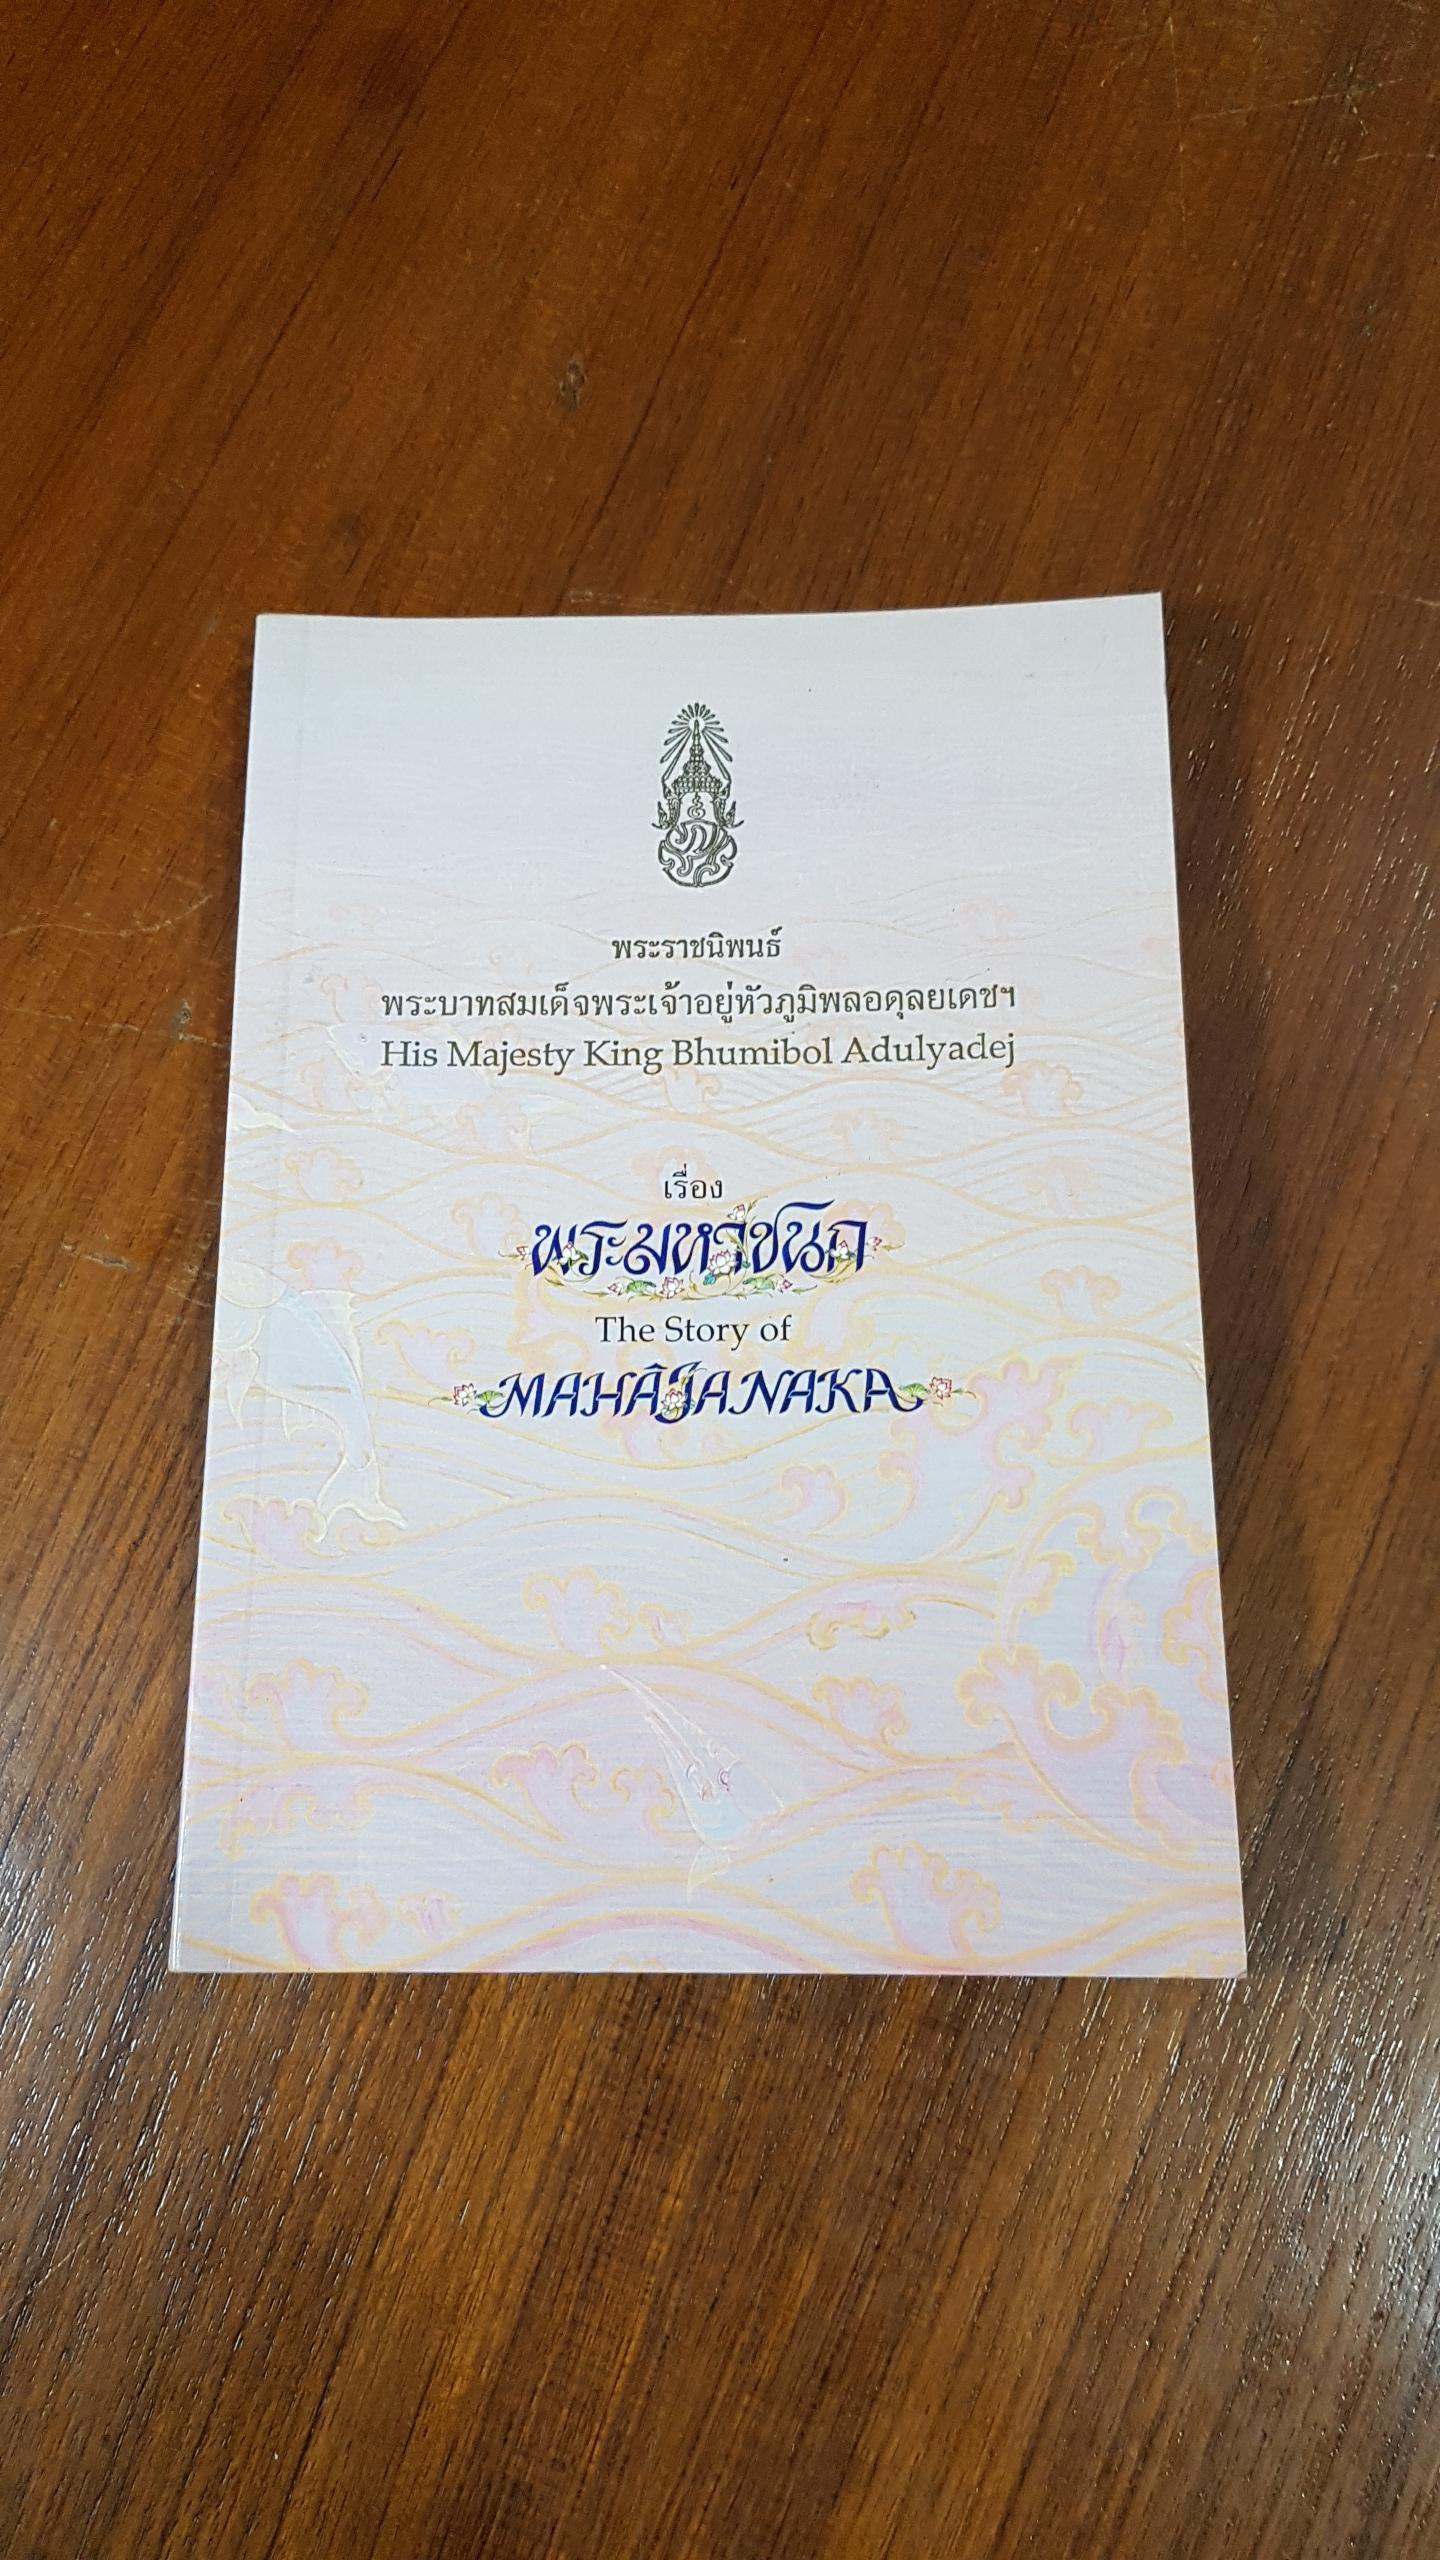 พระราชนิพนธ์
พระบาทสมเด็จพระเจ้าอยู่หัวภูมิพลอดุลยเดชฯ
His Majesty King Bhumibol Adulyadej
เรื่อง
พระมหาชนก
The Story of
MAHÂJANAKA